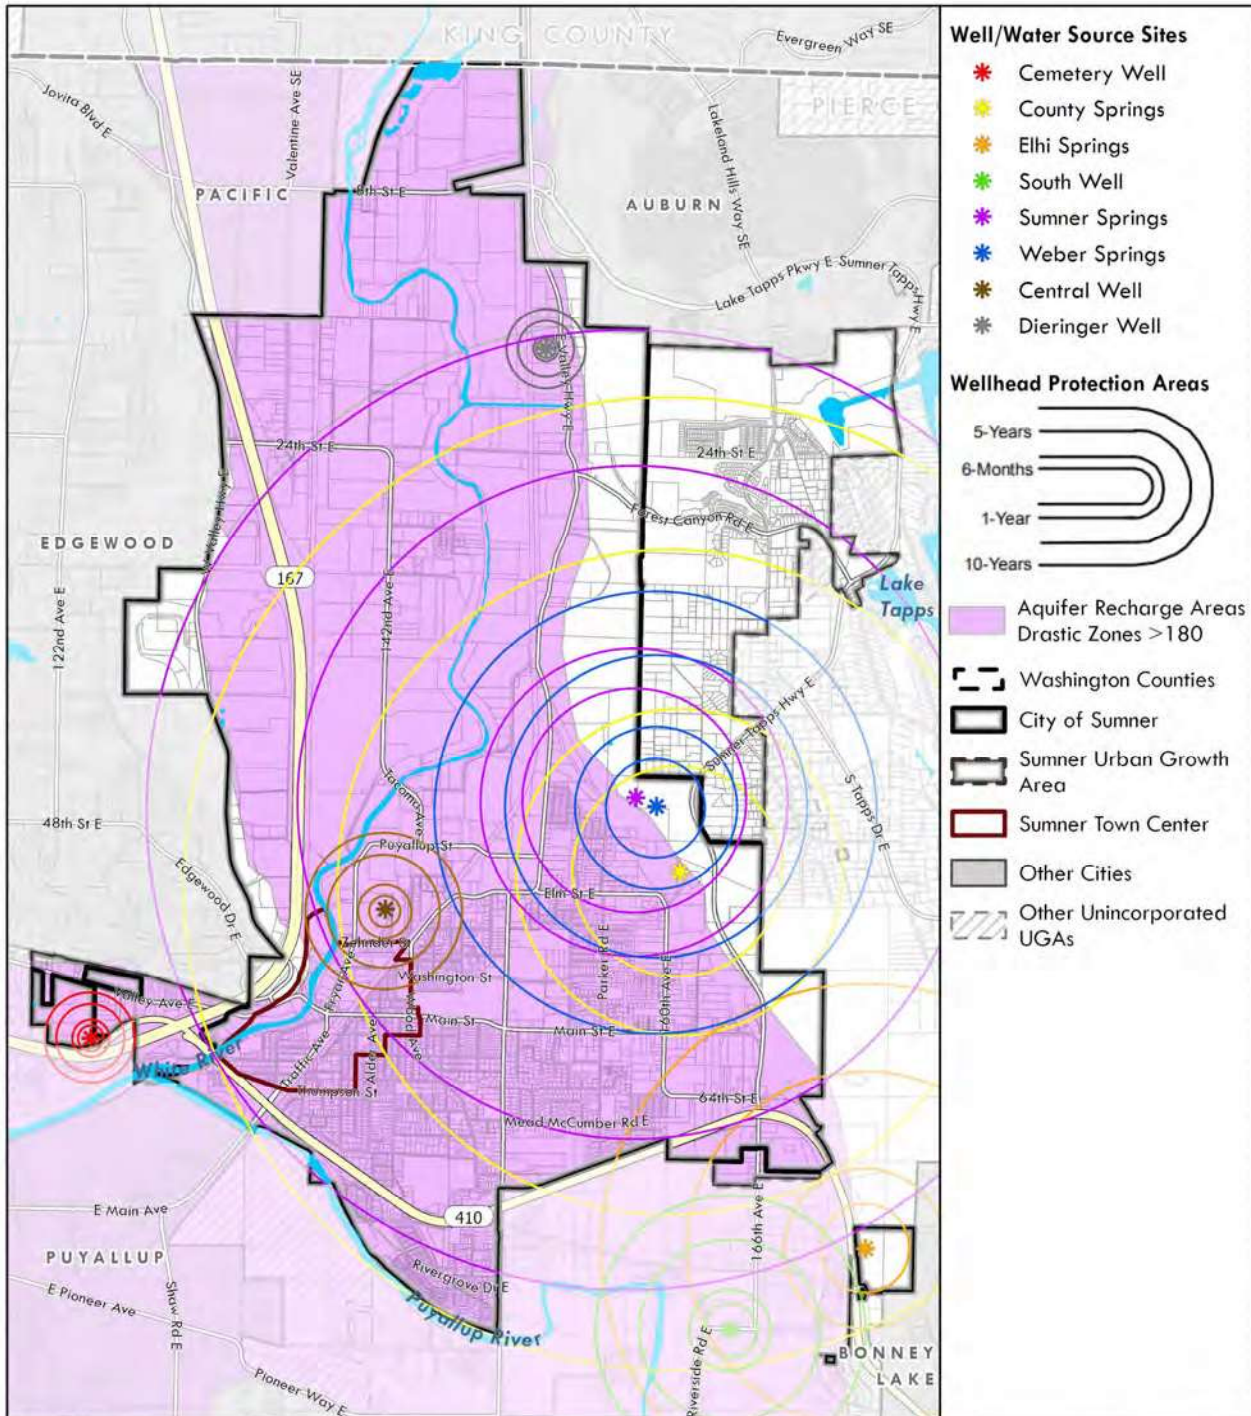 KING COUNTY
Evergreen Way SE
Jovita Blvd E
Valentine Ave SE
Lakeland Hills Way SE
PIERCE
PACIFIC
8th St E
AUBURN
Lake Tapps Pkwy E
Sumner Tapps Hwy E
E Valley Hwy E
24th St E
24th St E
W Valley Hwy E
Forest Canyon Rd E
EDGEWOOD
167
122nd Ave E
142nd Ave E
Lake
Tapps
Sumner Tapps Hwy E
S Tapps Dr E
Tacoma Ave
48th St E
Puyallup St
Edgewood Dr E
Elm St E
Zehnder St
Parker Rd E
160th Ave E
Washington St
Fryar Ave
Wood Ave
Valley Ave E
Main St
Main St E
White River
Traffic Ave
Alder Ave
Thompson St
64th St E
Mead McCumber Rd E
E Main Ave
410
166th Ave E
PUYALLUP
Rivergrove Dr E
E Pioneer Ave
Shaw Rd E
Puyallup River
Riverside Rd E
BONNEY
LAKE
Pioneer Way E
Well/Water Source Sites
Cemetery Well
County Springs
Elhi Springs
South Well
Sumner Springs
Weber Springs
Central Well
Dieringer Well
Wellhead Protection Areas
5-Years
6-Months
1-Year
10-Years
Aquifer Recharge Areas
Drastic Zones >180
Washington Counties
City of Sumner
Sumner Urban Growth
Area
Sumner Town Center
Other Cities
Other Unincorporated
UGAs